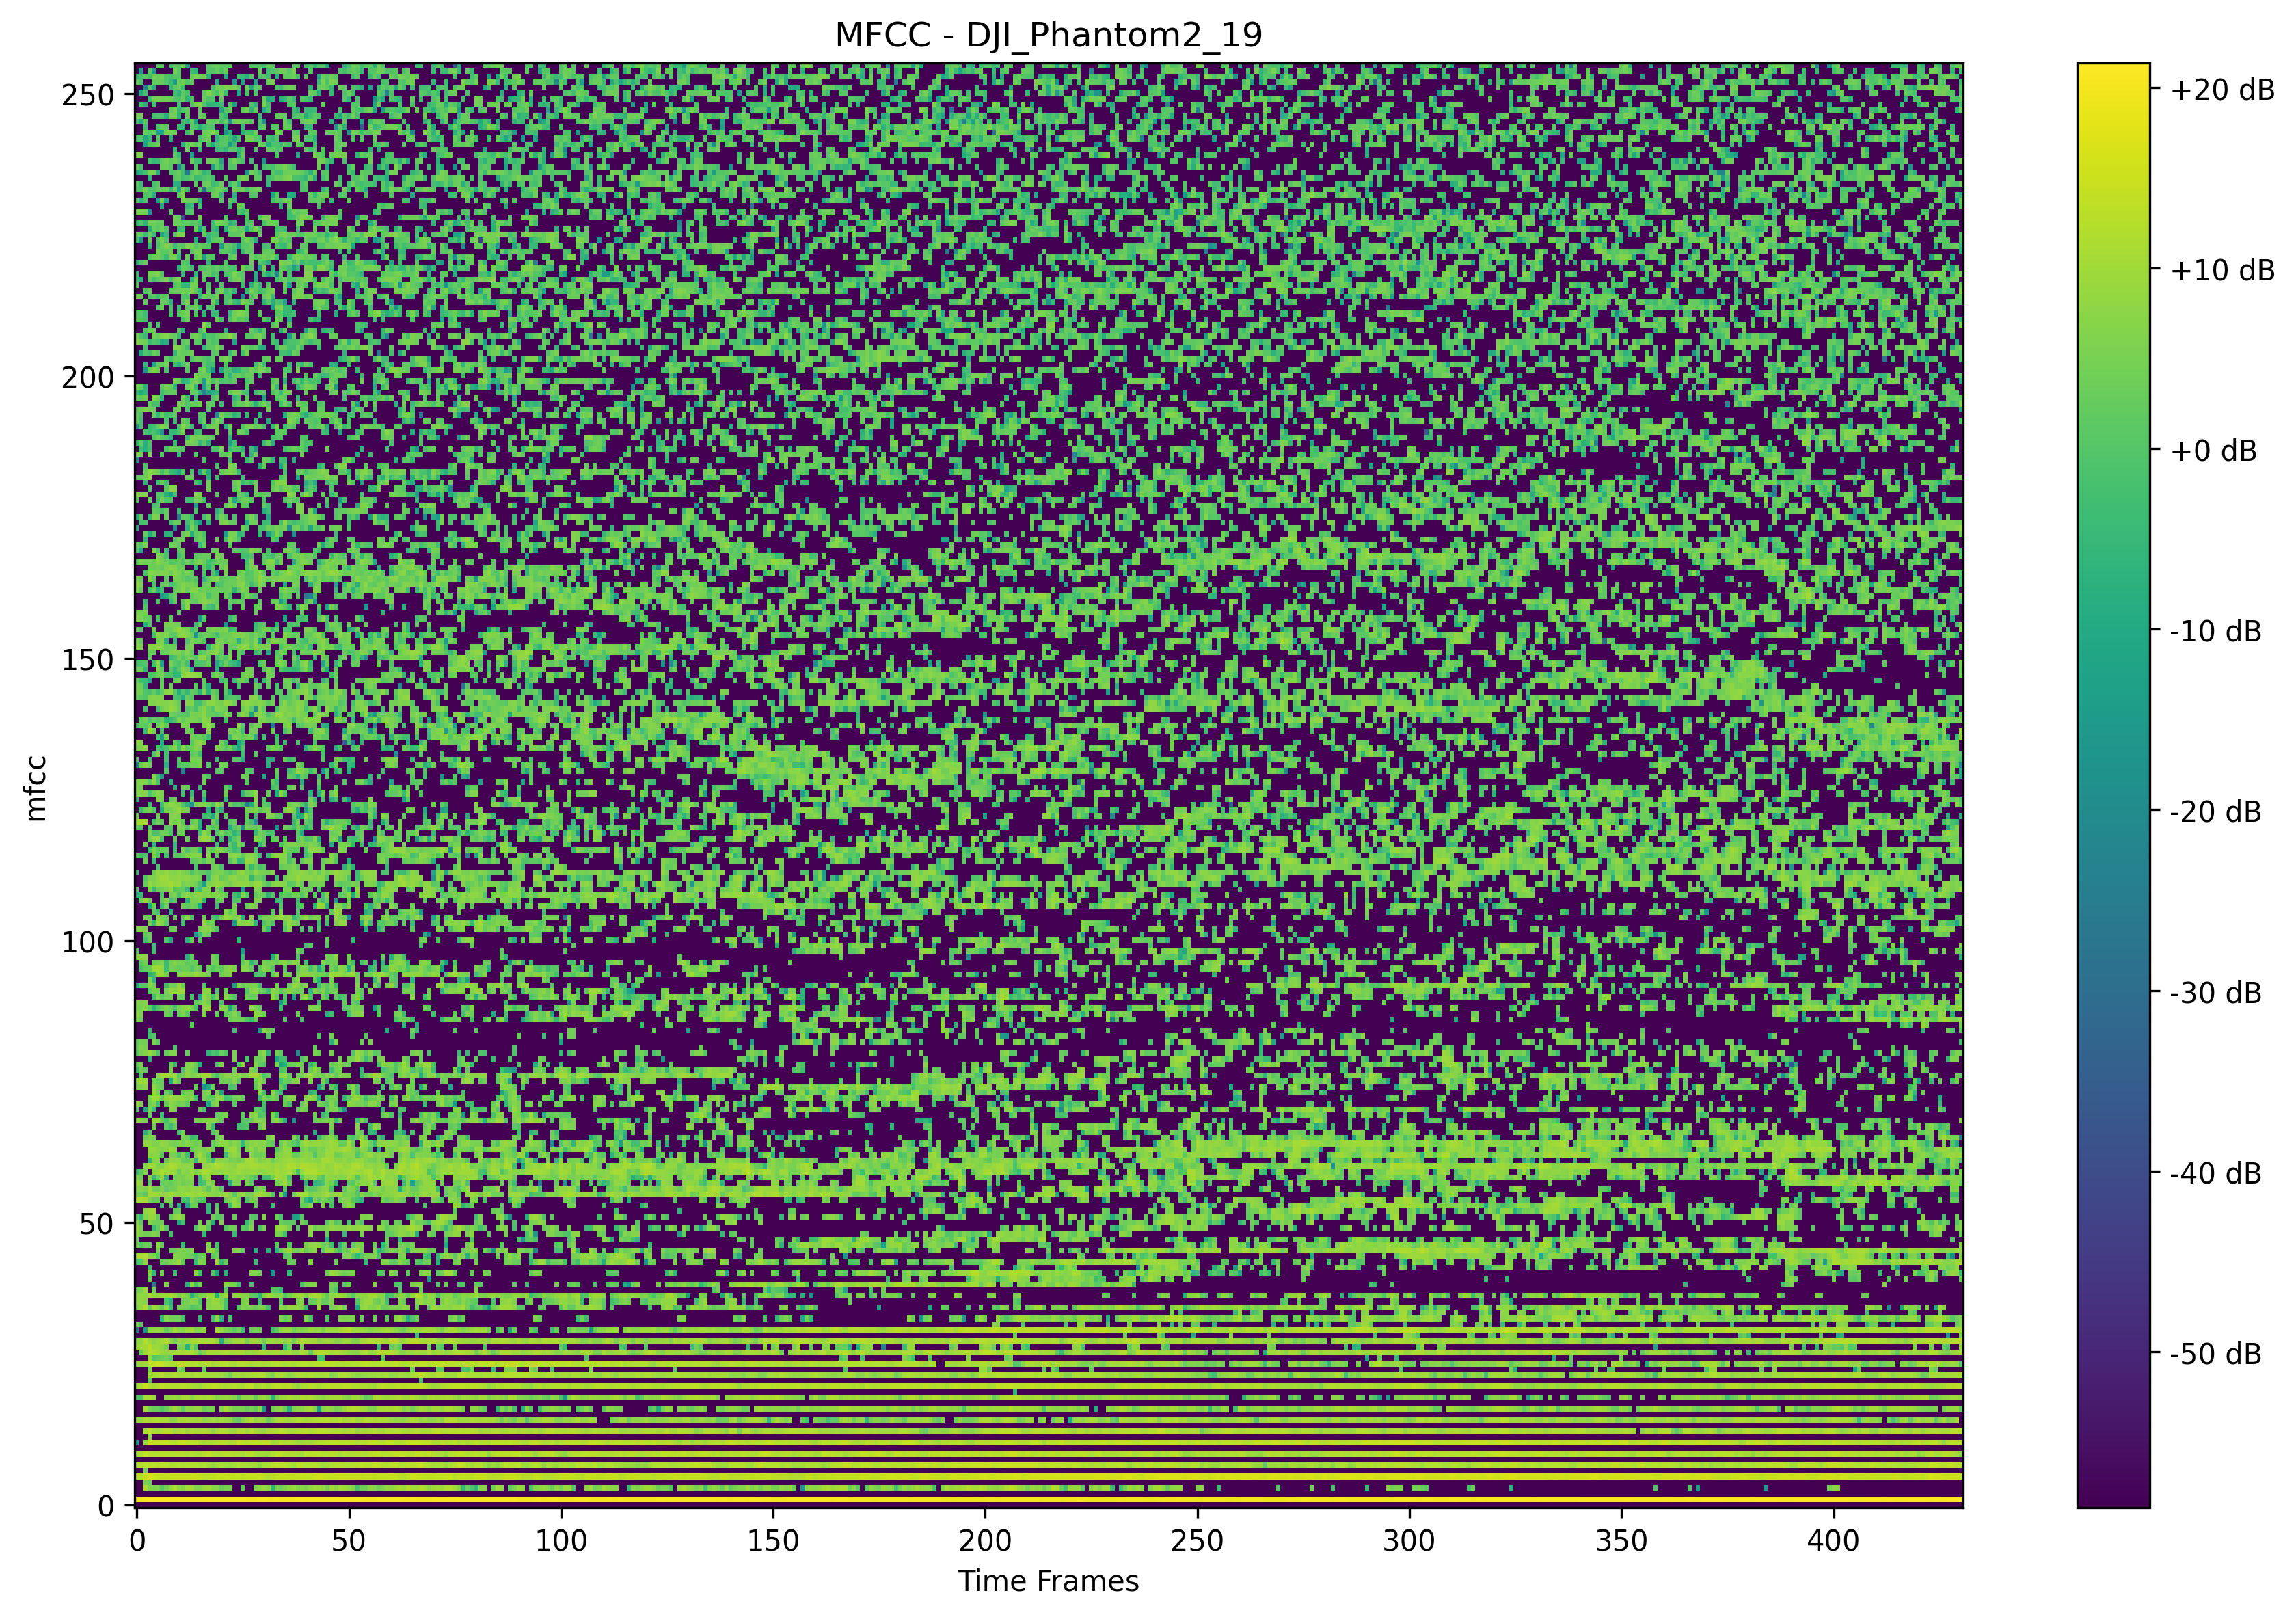 MFCC - DJI_Phantom2_19
250
200
150
100
50
0
mfcc
0 50 100 150 200 250 300 350 400
Time Frames
+20 dB
+10 dB
+0 dB
-10 dB
-20 dB
-30 dB
-40 dB
-50 dB